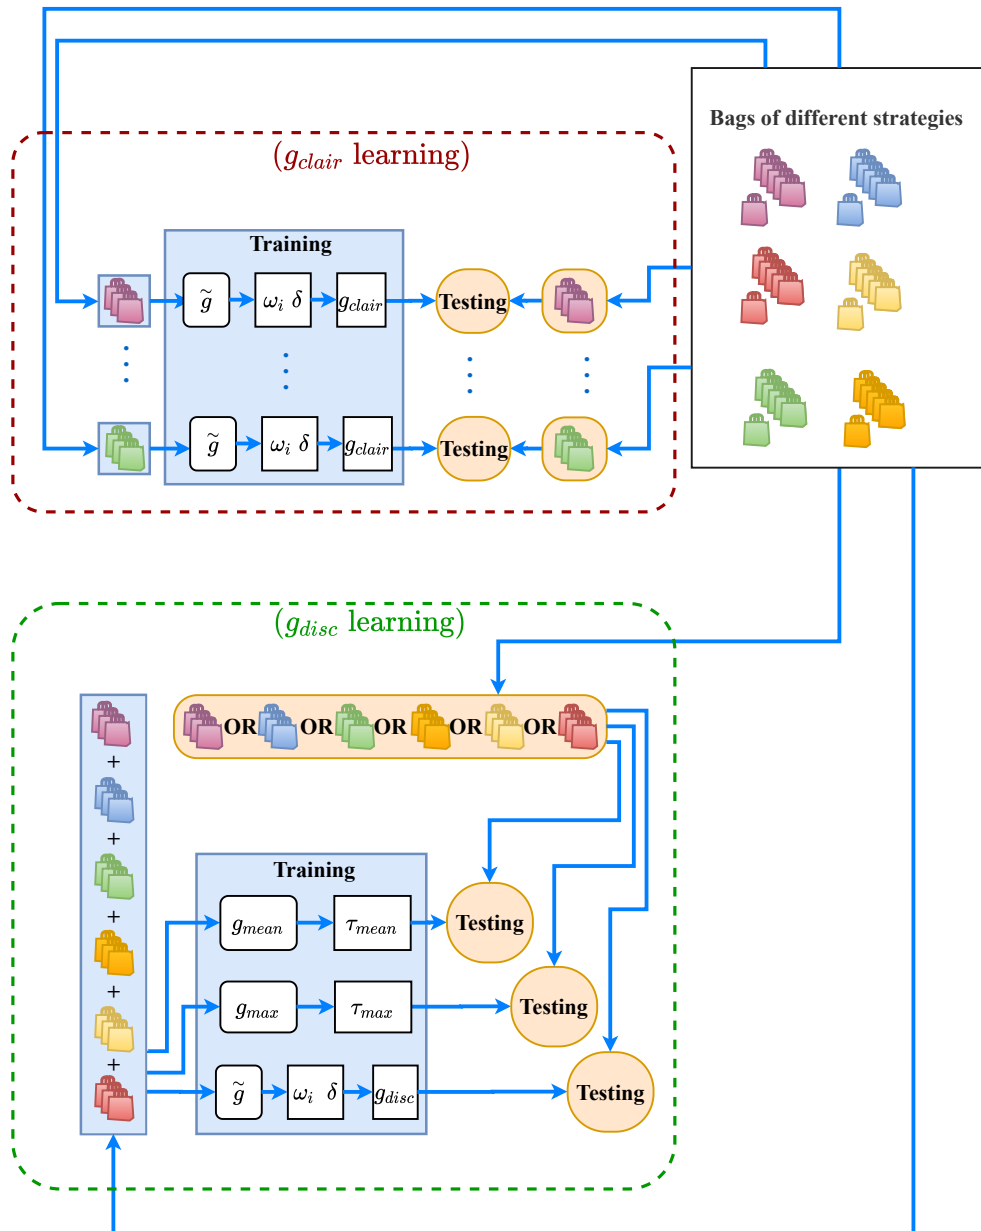 Bags of different strategies
(g_clair learning)
Training
g̃
ω_i δ
g_clair
Testing
g̃
ω_i δ
g_clair
Testing
(g_disc learning)
OR OR OR OR OR
+
+
+
+
+
Training
g_mean
τ_mean
Testing
g_max
τ_max
Testing
g̃
ω_i δ
g_disc
Testing